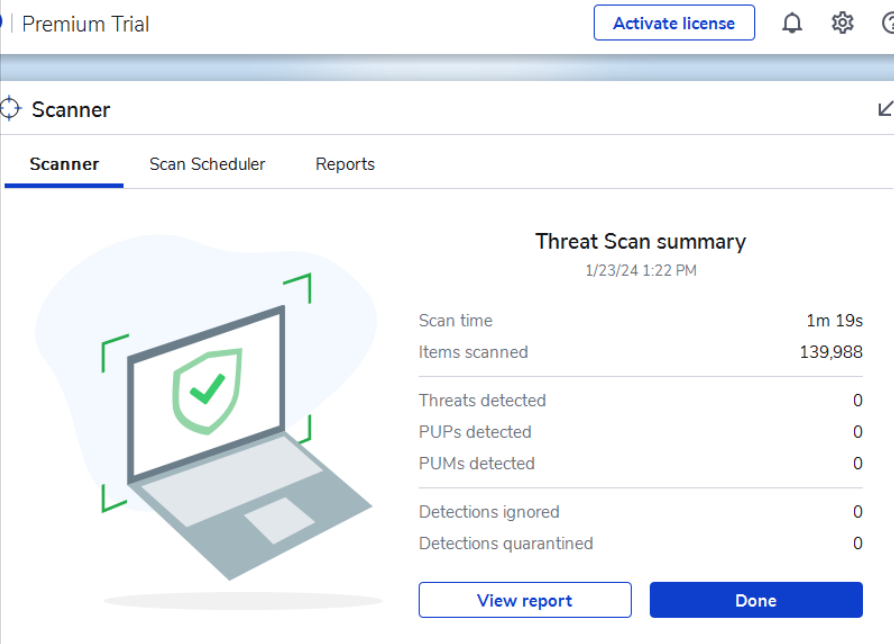 Premium Trial
Activate license
Scanner
Scanner Scan Scheduler Reports
Threat Scan summary
1/23/24 1:22 PM
Scan time 1m 19s
Items scanned 139,988
Threats detected 0
PUPs detected 0
PUMs detected 0
Detections ignored 0
Detections quarantined 0
View report Done